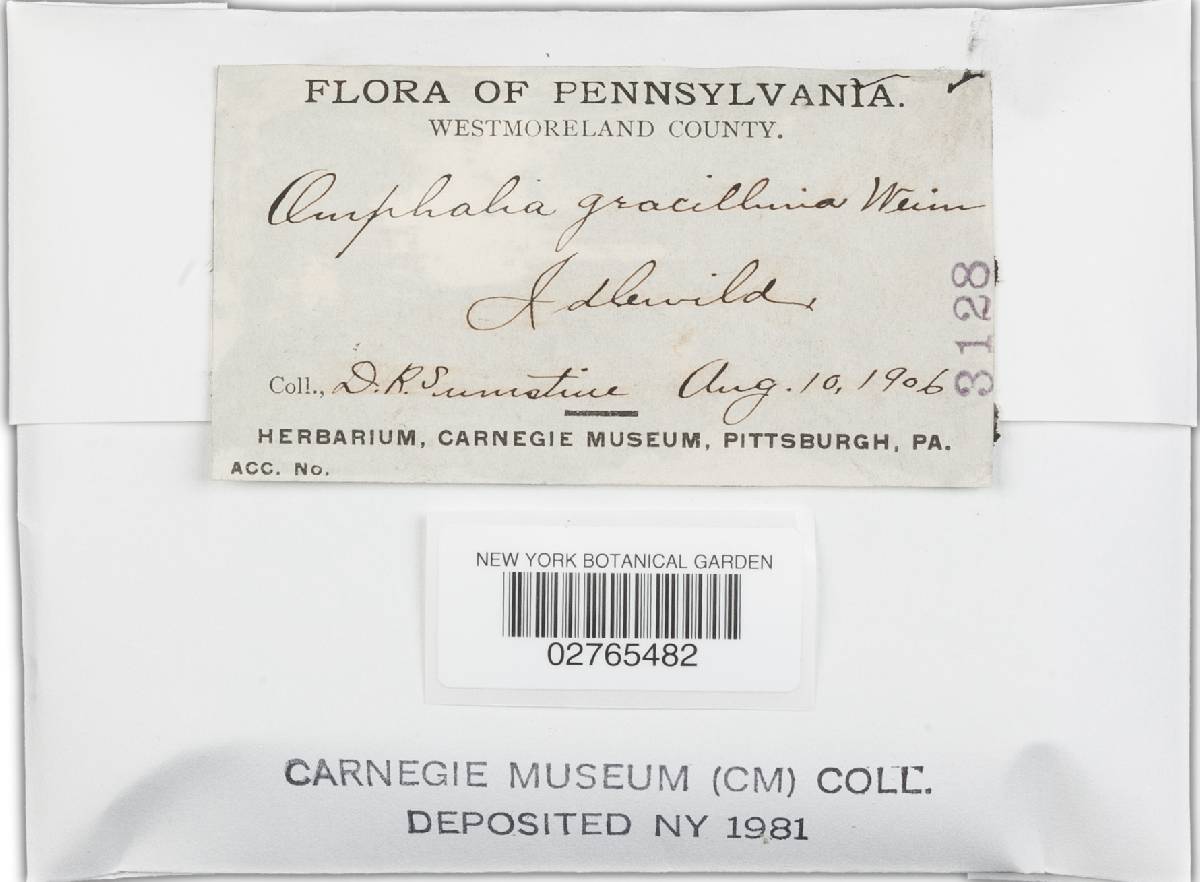 FLORA OF PENNSYLVANIA.
WESTMORELAND COUNTY.
Omphalia gracillima Weinm
Idlewild,
3128
Coll., D. R. Sumstine Aug. 10, 1906
HERBARIUM, CARNEGIE MUSEUM, PITTSBURGH, PA.
ACC. No.
NEW YORK BOTANICAL GARDEN
02765482
CARNEGIE MUSEUM (CM) COLL.
DEPOSITED NY 1981